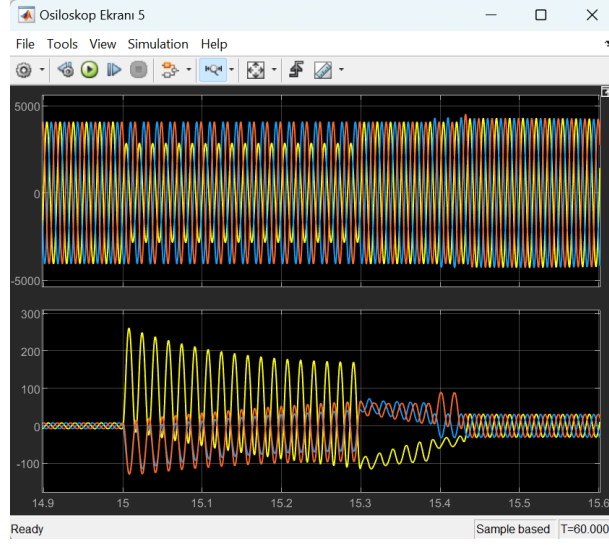 Osiloskop Ekranı 5
File Tools View Simulation Help
5000
0
-5000
300
200
100
0
-100
14.9 15 15.1 15.2 15.3 15.4 15.5 15.6
Ready Sample based T=60.000